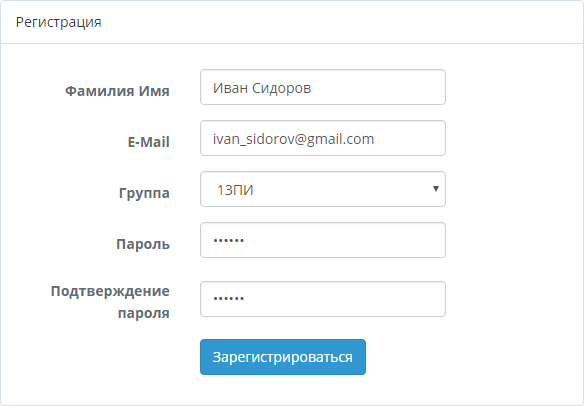 Регистрация
Фамилия Имя
Иван Сидоров
E-Mail
ivan_sidorov@gmail.com
Группа
13ПИ
Пароль
••••••
Подтверждение
пароля
••••••
Зарегистрироваться